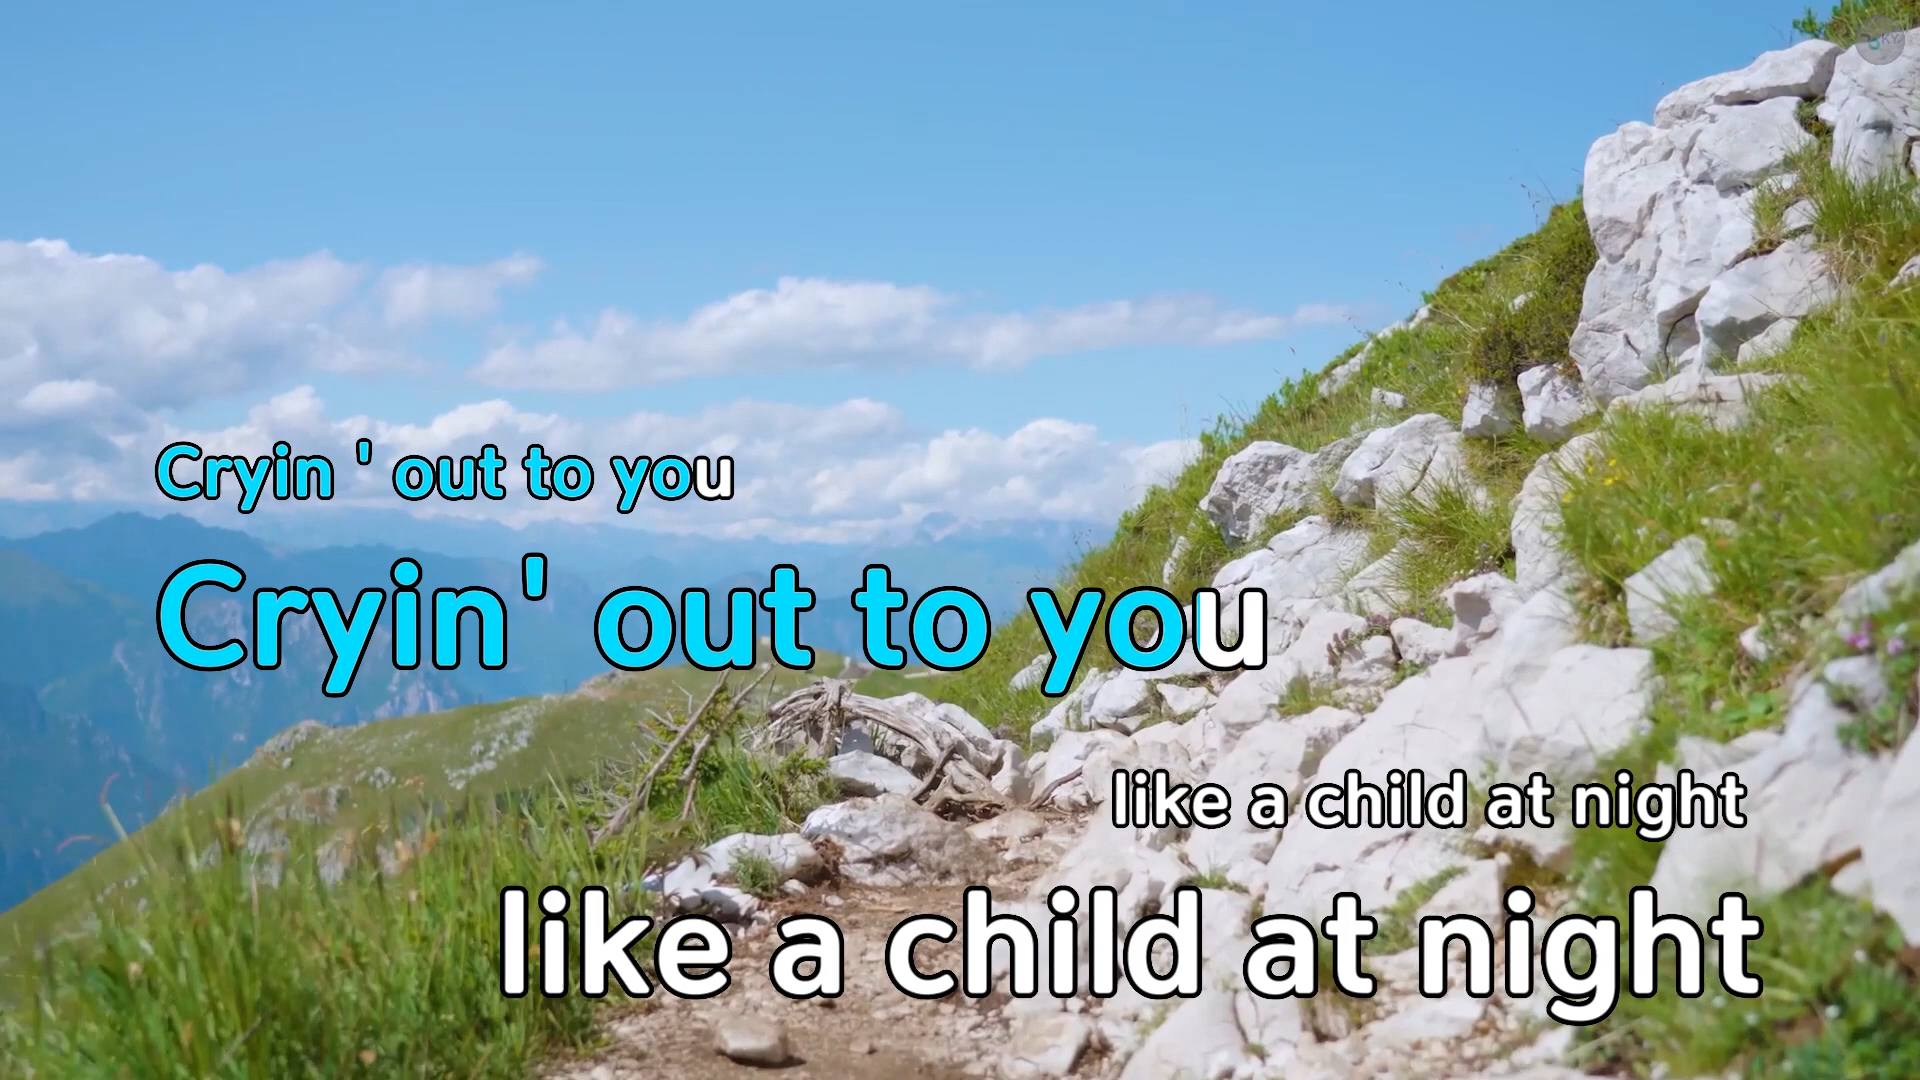 Cryin ' out to you
Cryin' out to you
like a child at night
like a child at night